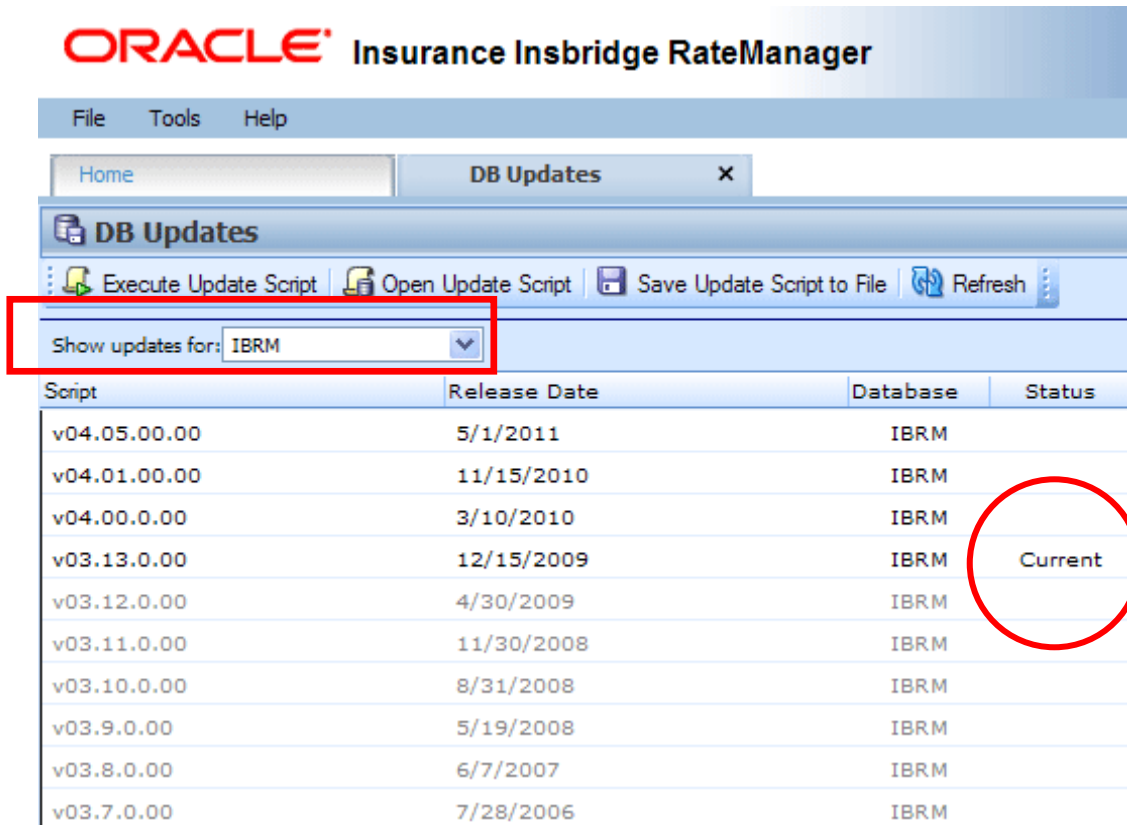 ORACLE' Insurance Insbridge RateManager
File Tools Help
Home DB Updates x
DB Updates
Execute Update Script Open Update Script Save Update Script to File Refresh
Show updates for: IBRM
Script Release Date Database Status
v04.05.00.00 5/1/2011 IBRM
v04.01.00.00 11/15/2010 IBRM
v04.00.0.00 3/10/2010 IBRM
v03.13.0.00 12/15/2009 IBRM Current
v03.12.0.00 4/30/2009 IBRM
v03.11.0.00 11/30/2008 IBRM
v03.10.0.00 8/31/2008 IBRM
v03.9.0.00 5/19/2008 IBRM
v03.8.0.00 6/7/2007 IBRM
v03.7.0.00 7/28/2006 IBRM